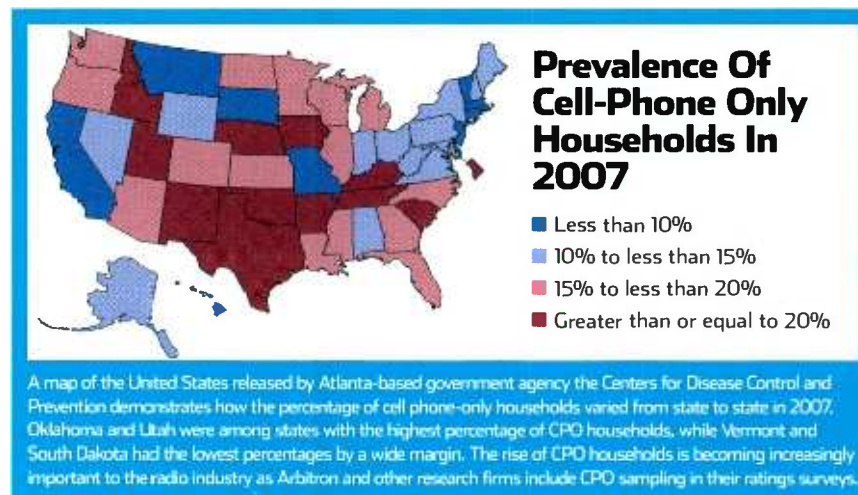 Prevalence Of
Cell-Phone Only
Households In
2007
Less than 10%
10% to less than 15%
15% to less than 20%
Greater than or equal to 20%
A map of the United States released by Atlanta-based government agency the Centers for Disease Control and
Prevention demonstrates how the percentage of cell phone-only households varied from state to state in 2007.
Oklahoma and Utah were among states with the highest percentage of CPO households, while Vermont and
South Dakota had the lowest percentages by a wide margin. The rise of CPO households is becoming increasingly
important to the radio industry as Arbitron and other research firms include CPO sampling in their ratings surveys.